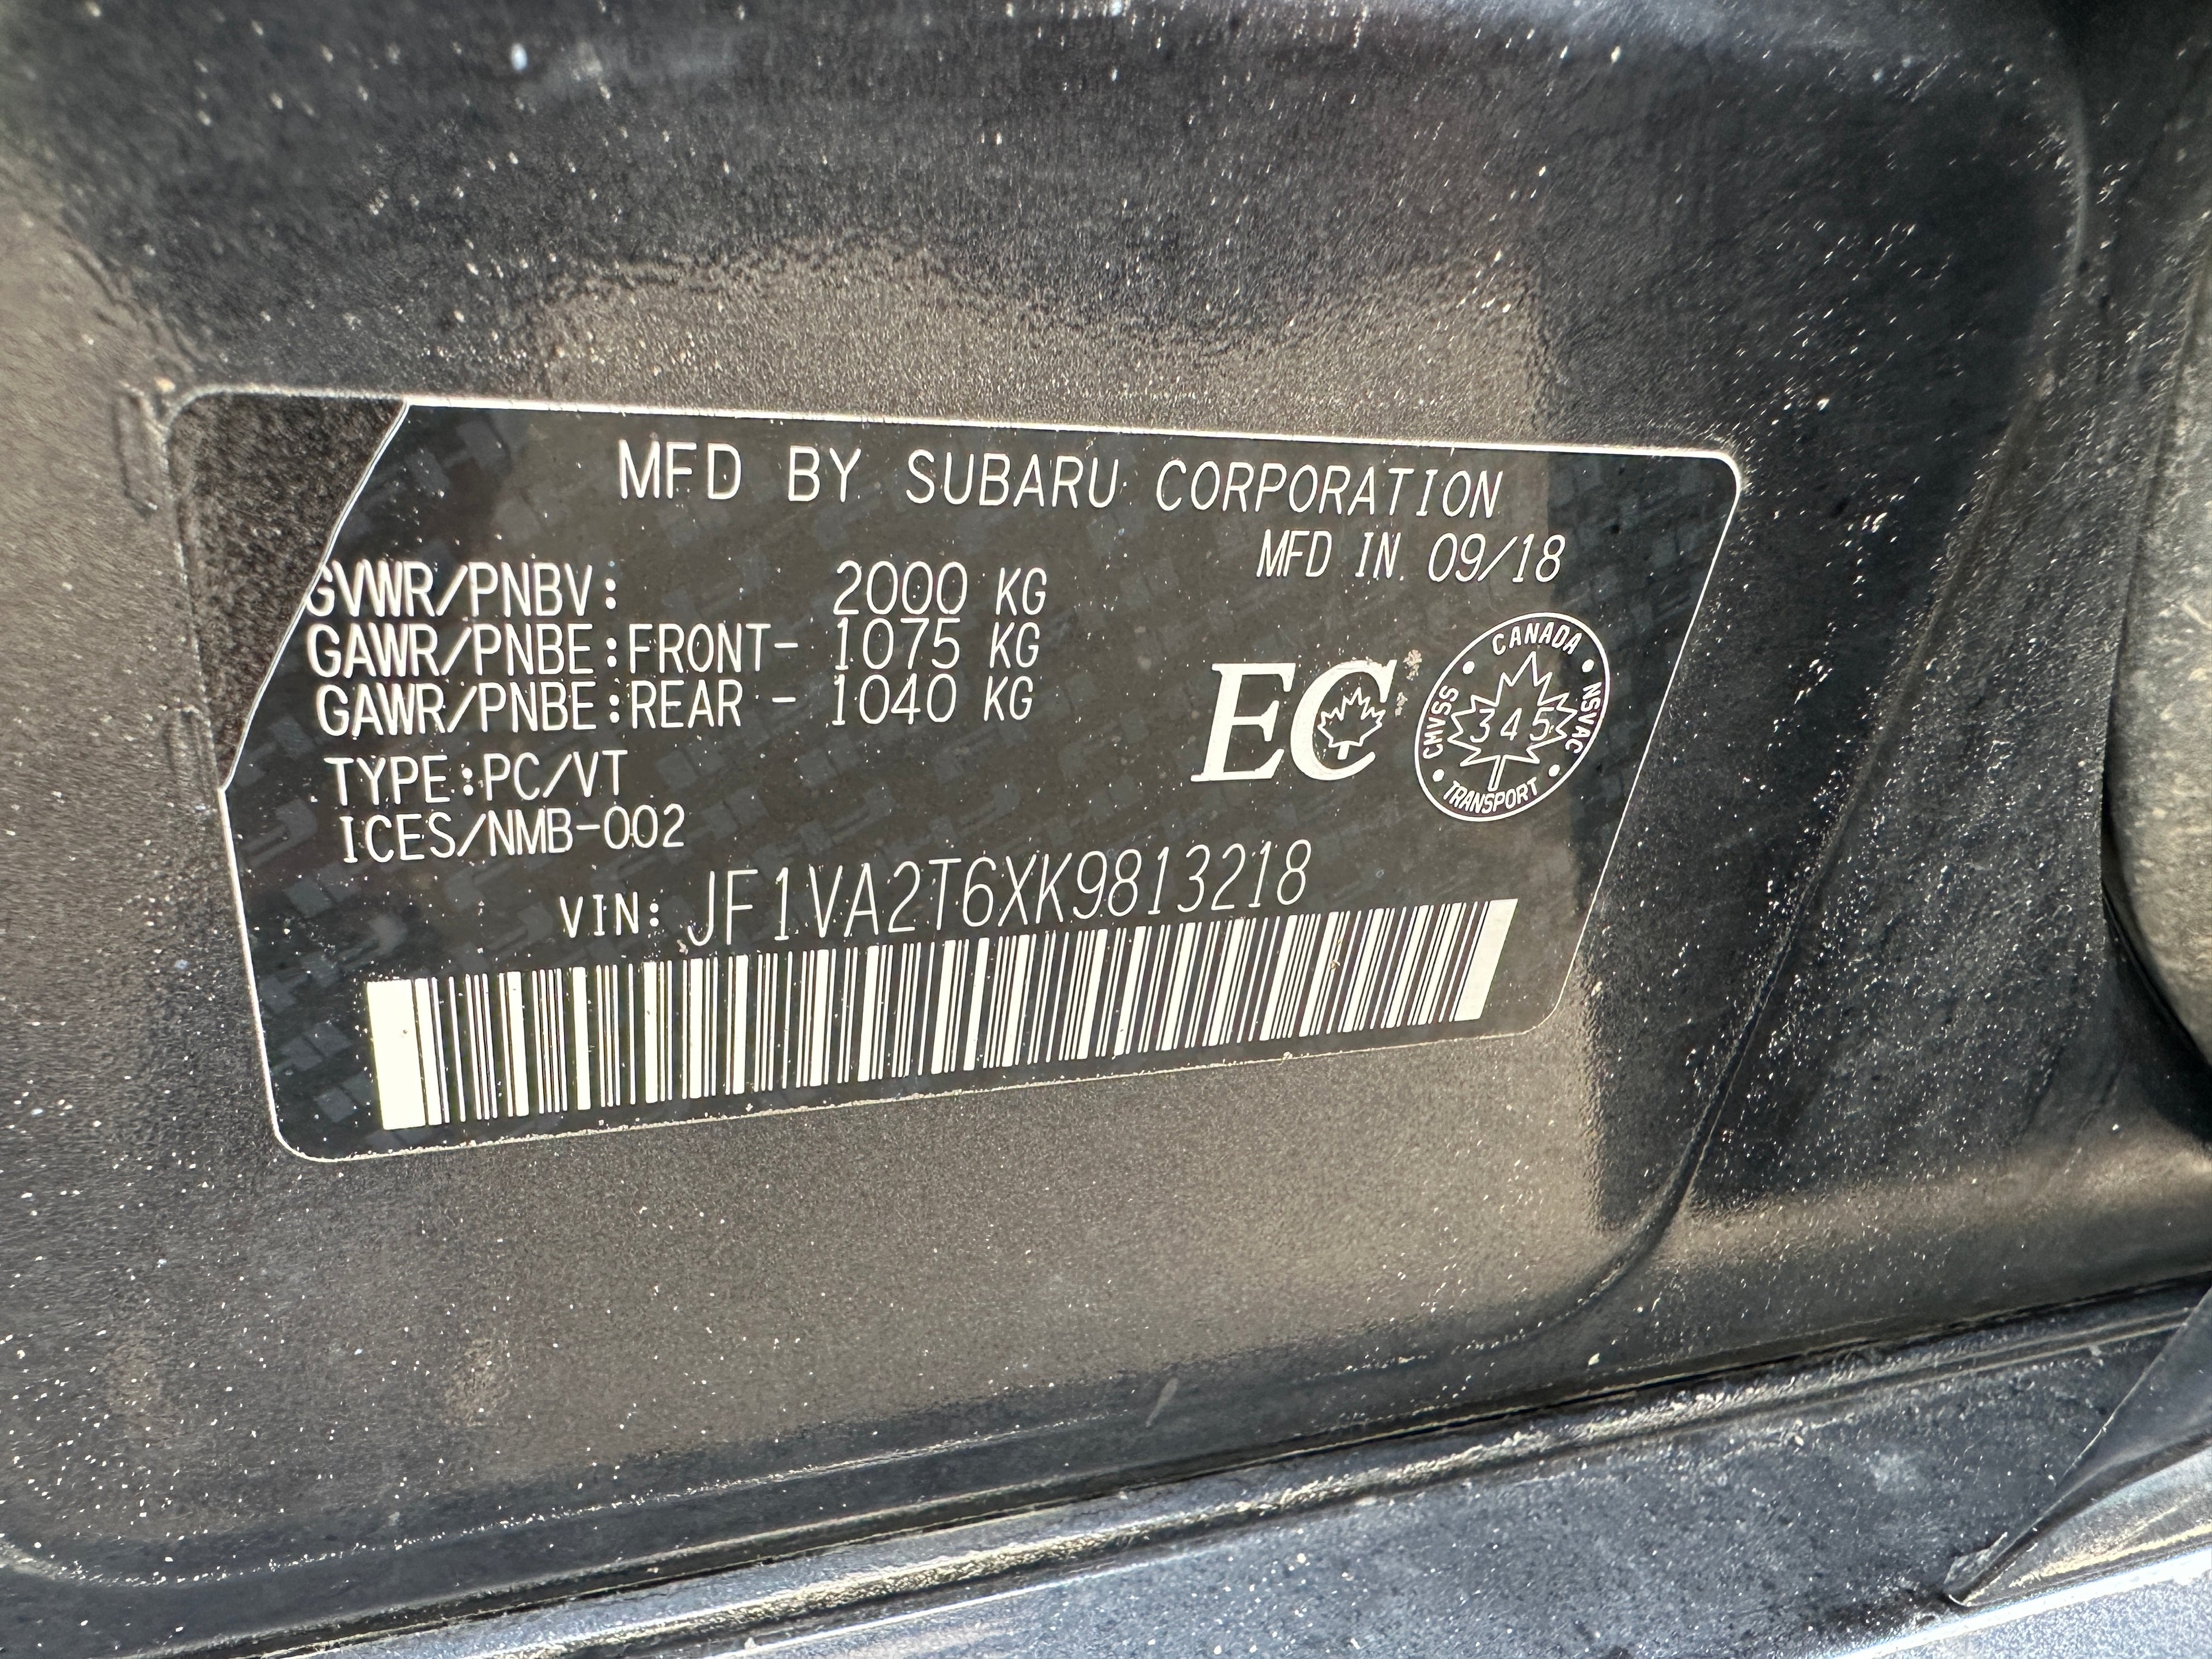 MFD BY SUBARU CORPORATION
MFD IN 09/18
GVWR/PNBV: 2000 KG
GAWR/PNBE:FRONT- 1075 KG
GAWR/PNBE:REAR - 1040 KG
TYPE:PC/VT
ICES/NMB-002
EC
CANADA
CMVSS 345 NSVAC
TRANSPORT
VIN: JF1VA2T6XK9813218